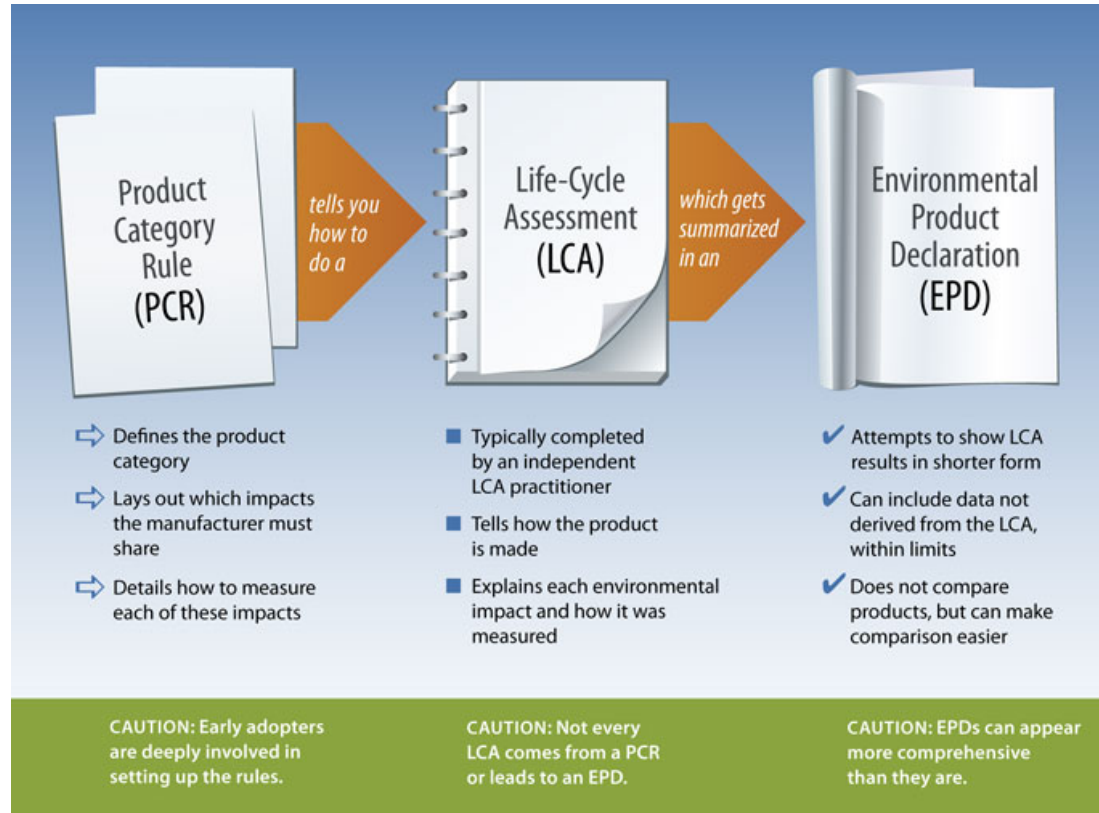 Product
Category
Rule
(PCR)
tells you
how to
do a
Life-Cycle
Assessment
(LCA)
which gets
summarized
in an
Environmental
Product
Declaration
(EPD)
Defines the product
category
Lays out which impacts
the manufacturer must
share
Details how to measure
each of these impacts
Typically completed
by an independent
LCA practitioner
Tells how the product
is made
Explains each environmental
impact and how it was
measured
Attempts to show LCA
results in shorter form
Can include data not
derived from the LCA,
within limits
Does not compare
products, but can make
comparison easier
CAUTION: Early adopters
are deeply involved in
setting up the rules.
CAUTION: Not every
LCA comes from a PCR
or leads to an EPD.
CAUTION: EPDs can appear
more comprehensive
than they are.